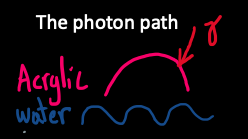 The photon path
γ
Acrylic
water